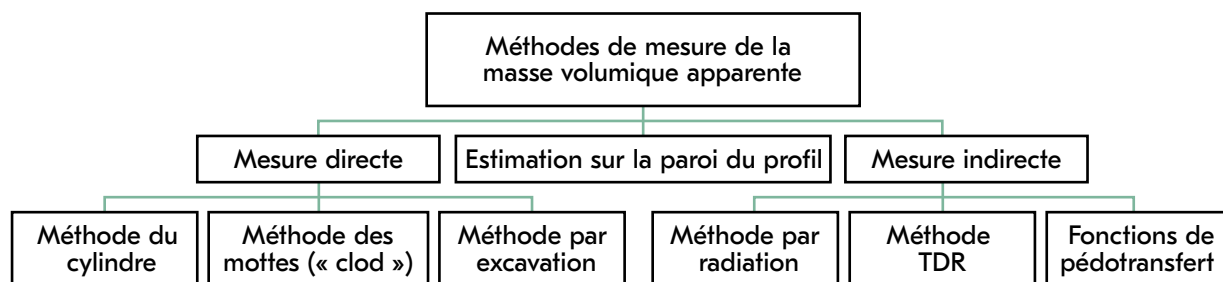 Méthodes de mesure de la
masse volumique apparente
Mesure directe
Estimation sur la paroi du profil
Mesure indirecte
Méthode du
cylindre
Méthode des
mottes (« clod »)
Méthode par
excavation
Méthode par
radiation
Méthode
TDR
Fonctions de
pédotransfert